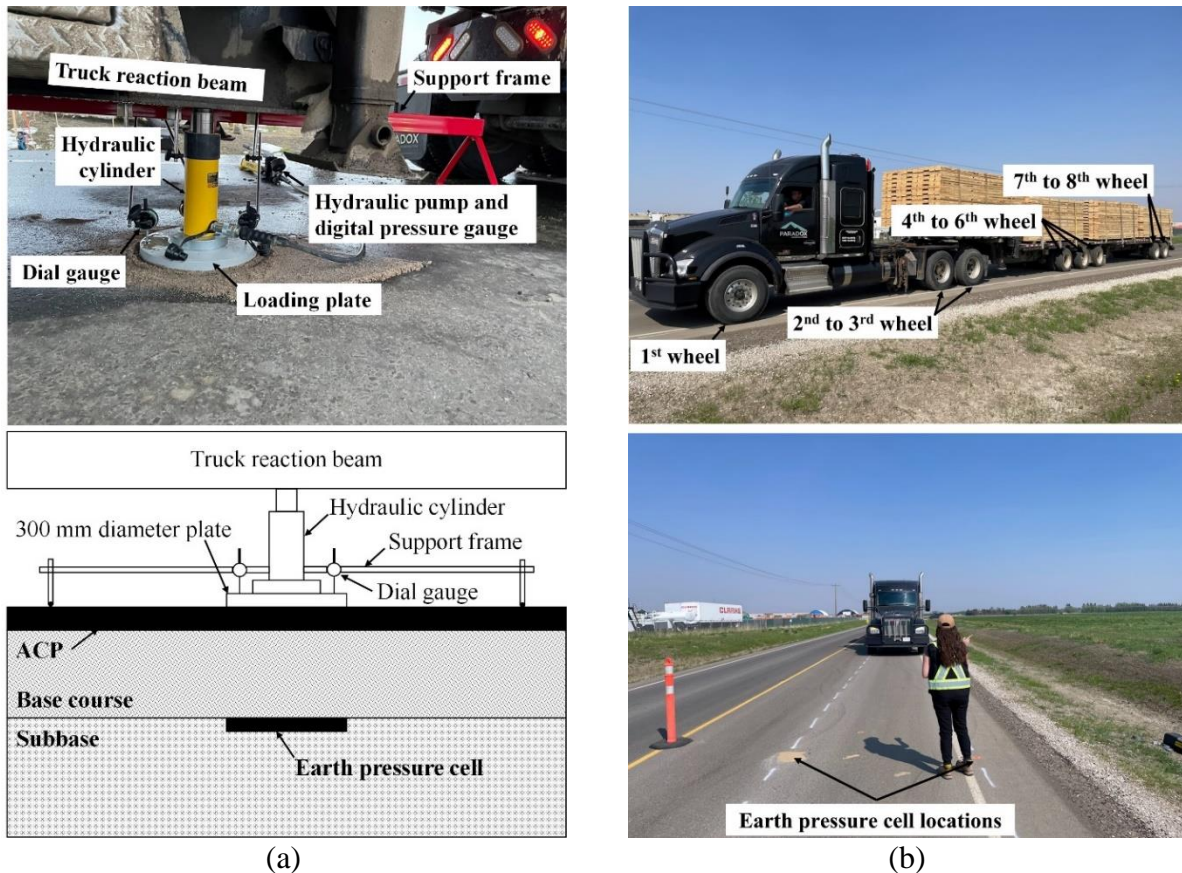 Truck reaction beam
Support frame
Hydraulic
cylinder
Hydraulic pump and
digital pressure gauge
Dial gauge
Loading plate
Truck reaction beam
Hydraulic cylinder
300 mm diameter plate
Support frame
Dial gauge
ACP
Base course
Subbase
Earth pressure cell
(a)
7th to 8th wheel
4th to 6th wheel
PARADOX
2nd to 3rd wheel
1st wheel
Earth pressure cell locations
(b)